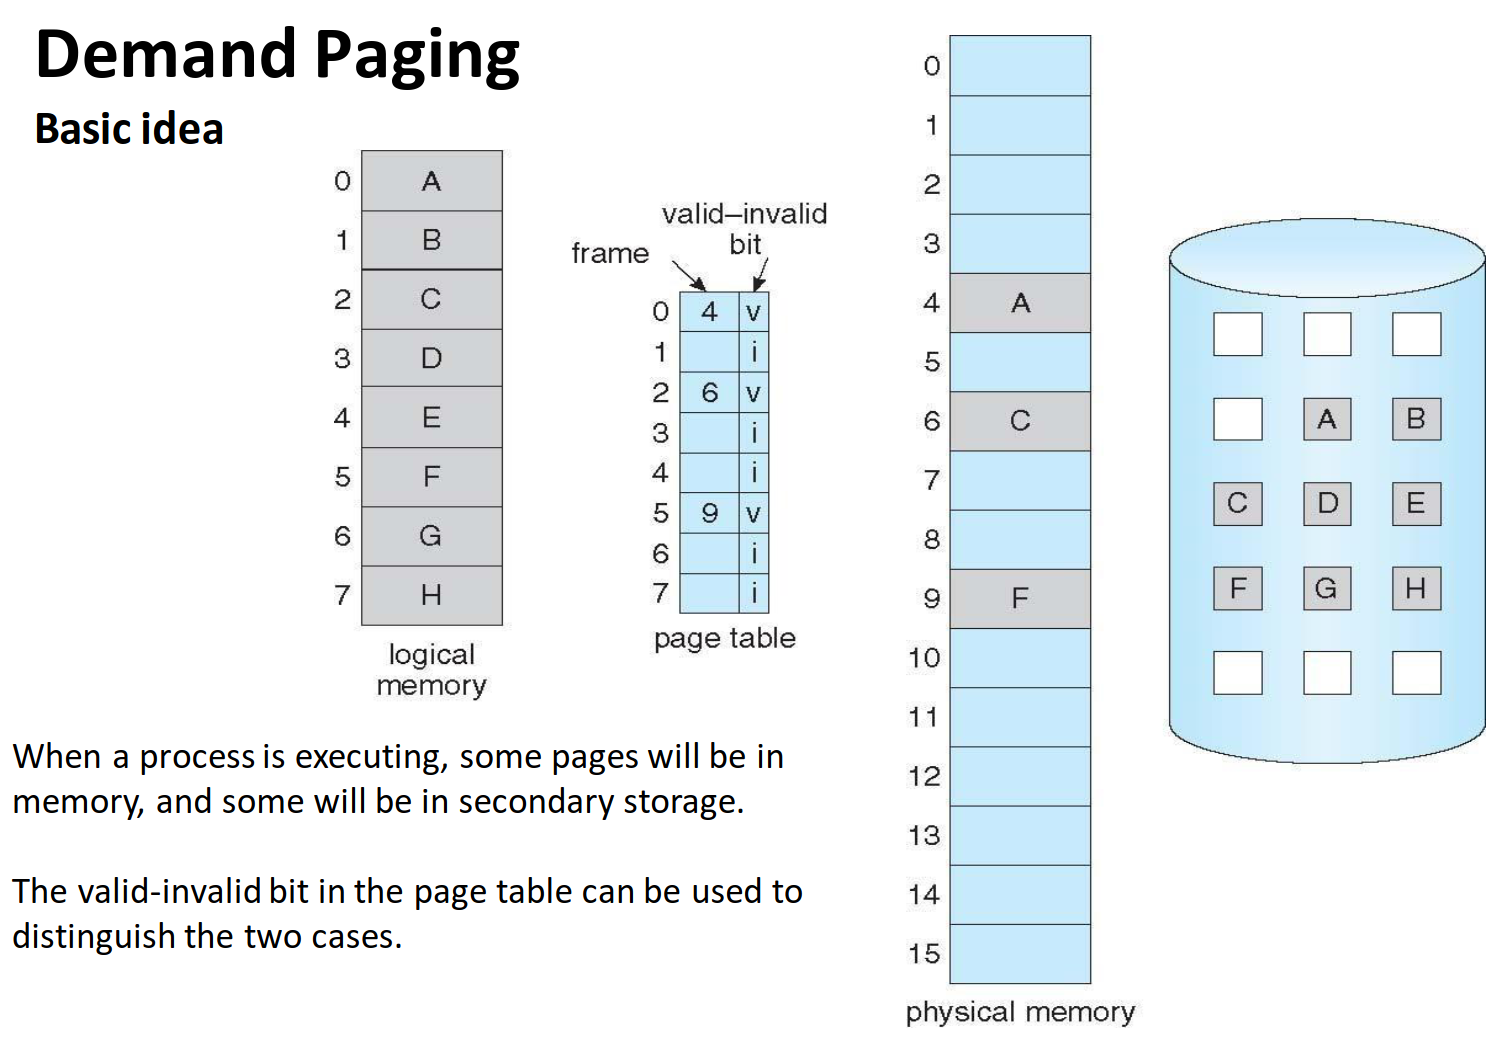 Demand Paging
Basic idea
0 A
1 B
2 C
3 D
4 E
5 F
6 G
7 H
logical
memory
valid–invalid
bit
frame
0 4 v
1 i
2 6 v
3 i
4 i
5 9 v
6 i
7 i
page table
0
1
2
3
4 A
5
6 C
7
8
9 F
10
11
12
13
14
15
physical memory
A B
C D E
F G H
When a process is executing, some pages will be in
memory, and some will be in secondary storage.
The valid-invalid bit in the page table can be used to
distinguish the two cases.